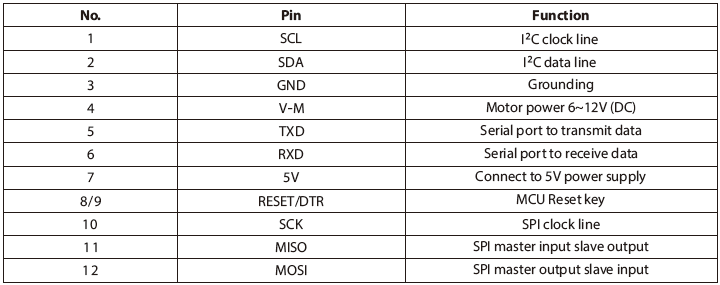 No. Pin Function
1 SCL I²C clock line
2 SDA I²C data line
3 GND Grounding
4 V-M Motor power 6~12V (DC)
5 TXD Serial port to transmit data
6 RXD Serial port to receive data
7 5V Connect to 5V power supply
8/9 RESET/DTR MCU Reset key
10 SCK SPI clock line
11 MISO SPI master input slave output
12 MOSI SPI master output slave input